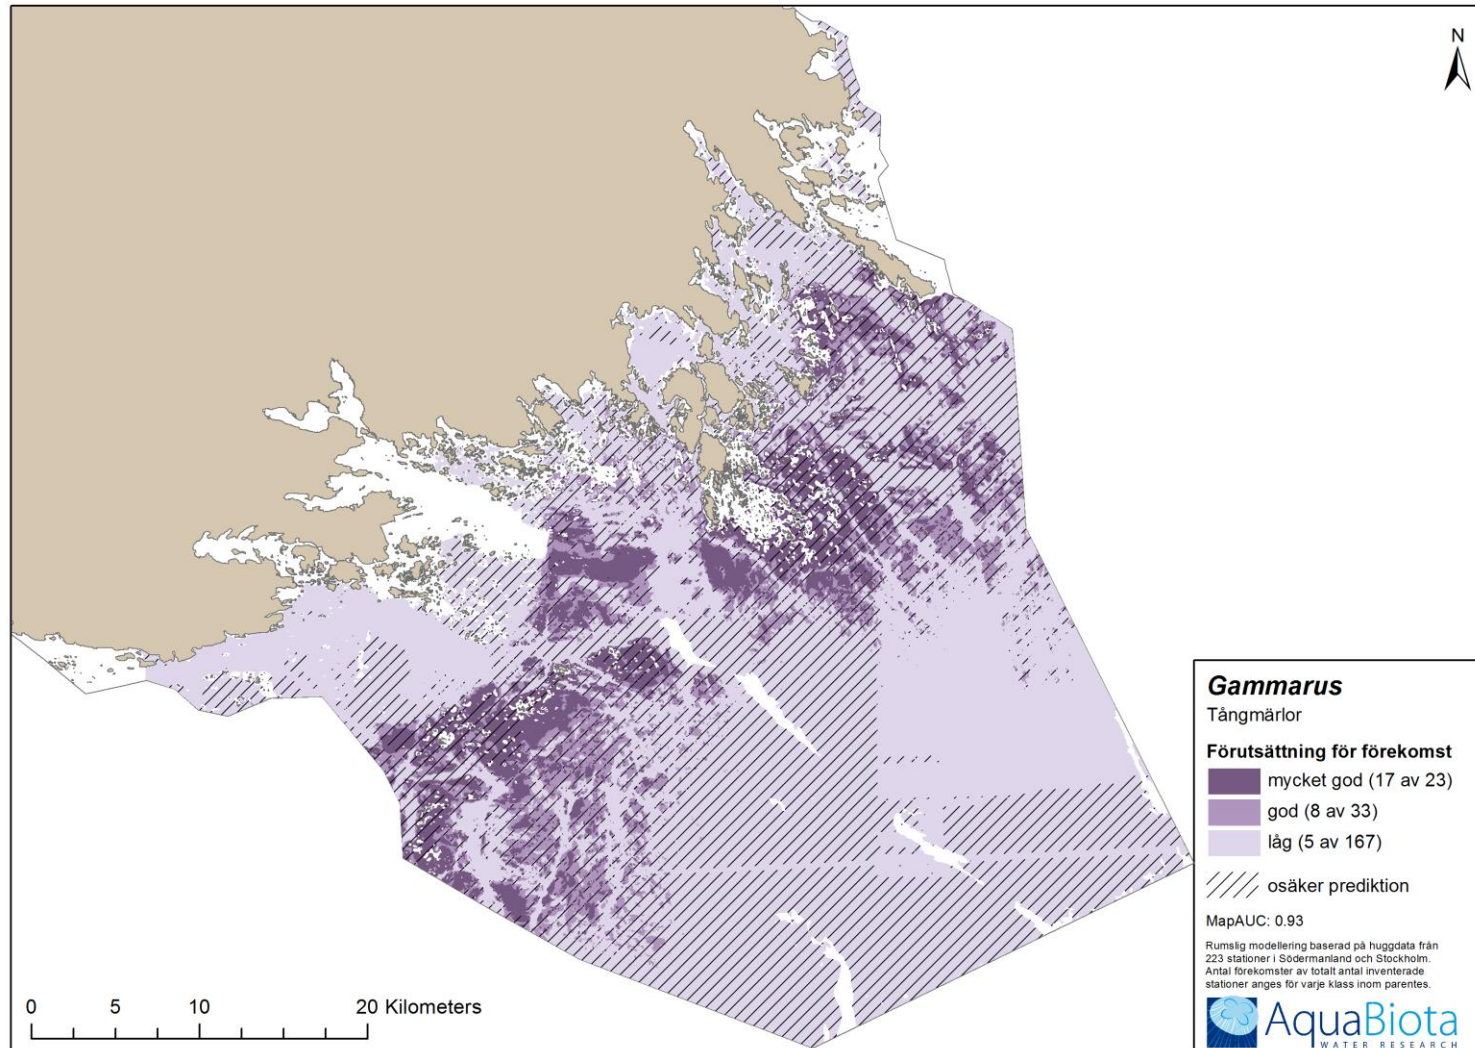 N
Gammarus
Tångmärlor
Förutsättning för förekomst
mycket god (17 av 23)
god (8 av 33)
låg (5 av 167)
osäker prediktion
MapAUC: 0.93
Rumslig modellering baserad på huggdata från
223 stationer i Södermanland och Stockholm.
Antal förekomster av totalt antal inventerade
stationer anges för varje klass inom parentes.
AquaBiota
WATER RESEARCH
0 5 10 20 Kilometers